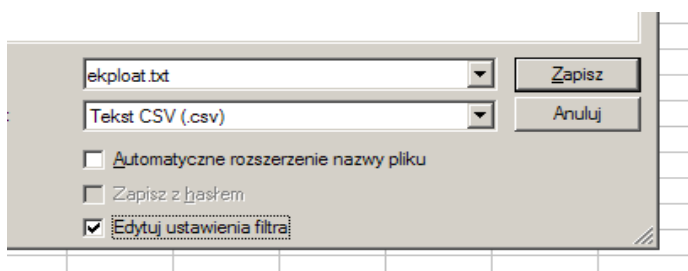 ekploat.txt
Zapisz
:
Tekst CSV (.csv)
Anuluj
Automatyczne rozszerzenie nazwy pliku
Zapisz z hasłem
Edytuj ustawienia filtra